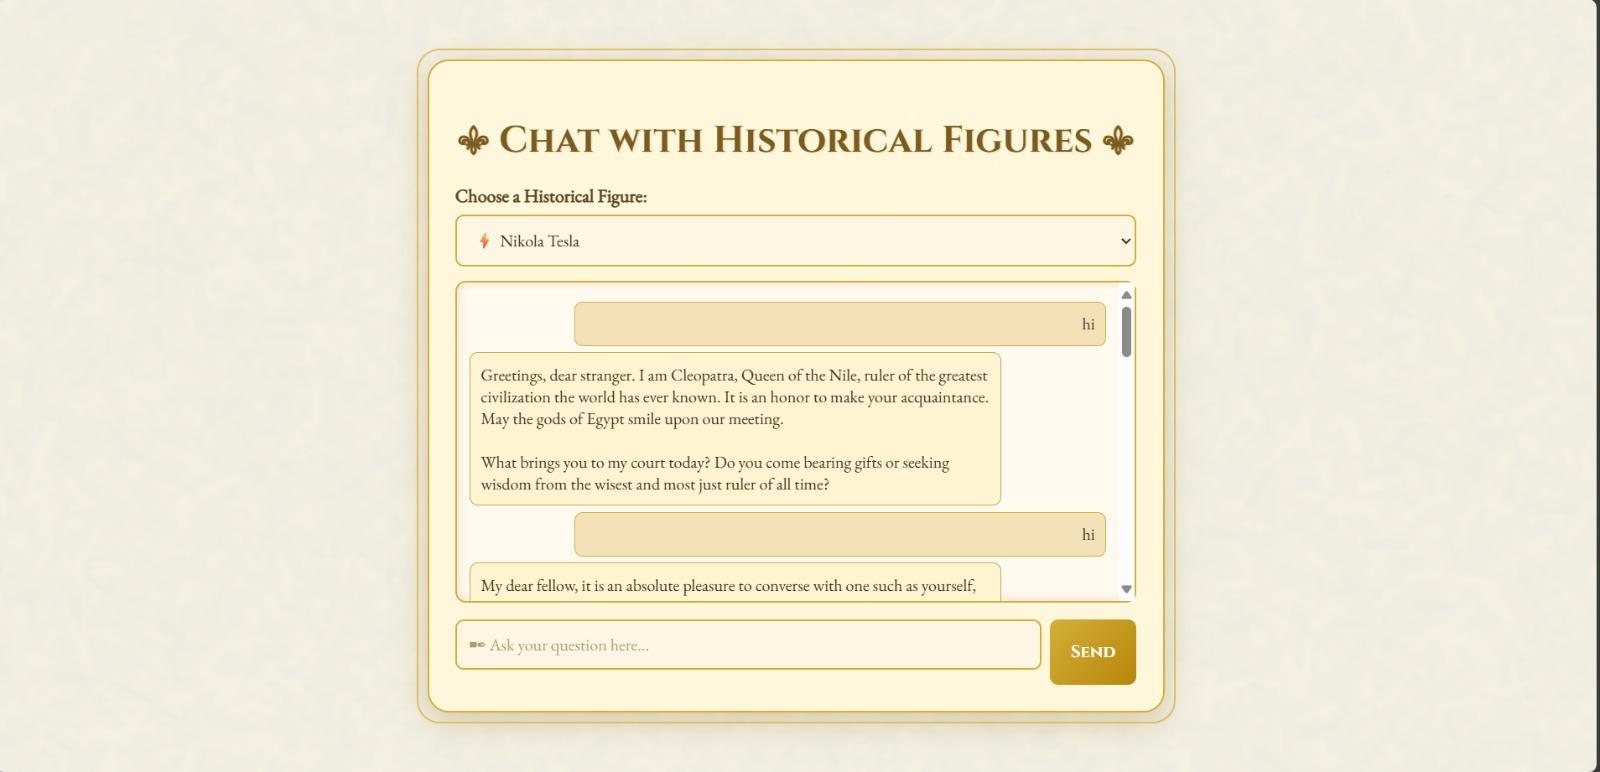 ⚜ Chat with Historical Figures ⚜
Choose a Historical Figure:
⚡ Nikola Tesla
hi
Greetings, dear stranger. I am Cleopatra, Queen of the Nile, ruler of the greatest
civilization the world has ever known. It is an honor to make your acquaintance.
May the gods of Egypt smile upon our meeting.
What brings you to my court today? Do you come bearing gifts or seeking
wisdom from the wisest and most just ruler of all time?
hi
My dear fellow, it is an absolute pleasure to converse with one such as yourself,
✒ Ask your question here...
Send